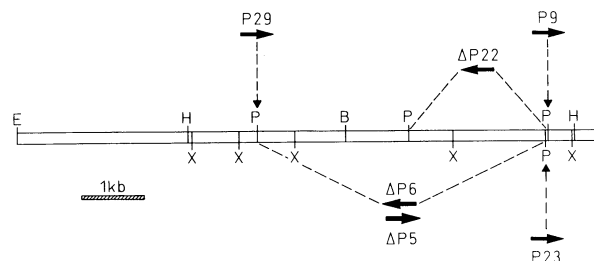 P29
P9
ΔP22
E H P B P P H
X X X X P X
1kb
ΔP6
ΔP5
P23